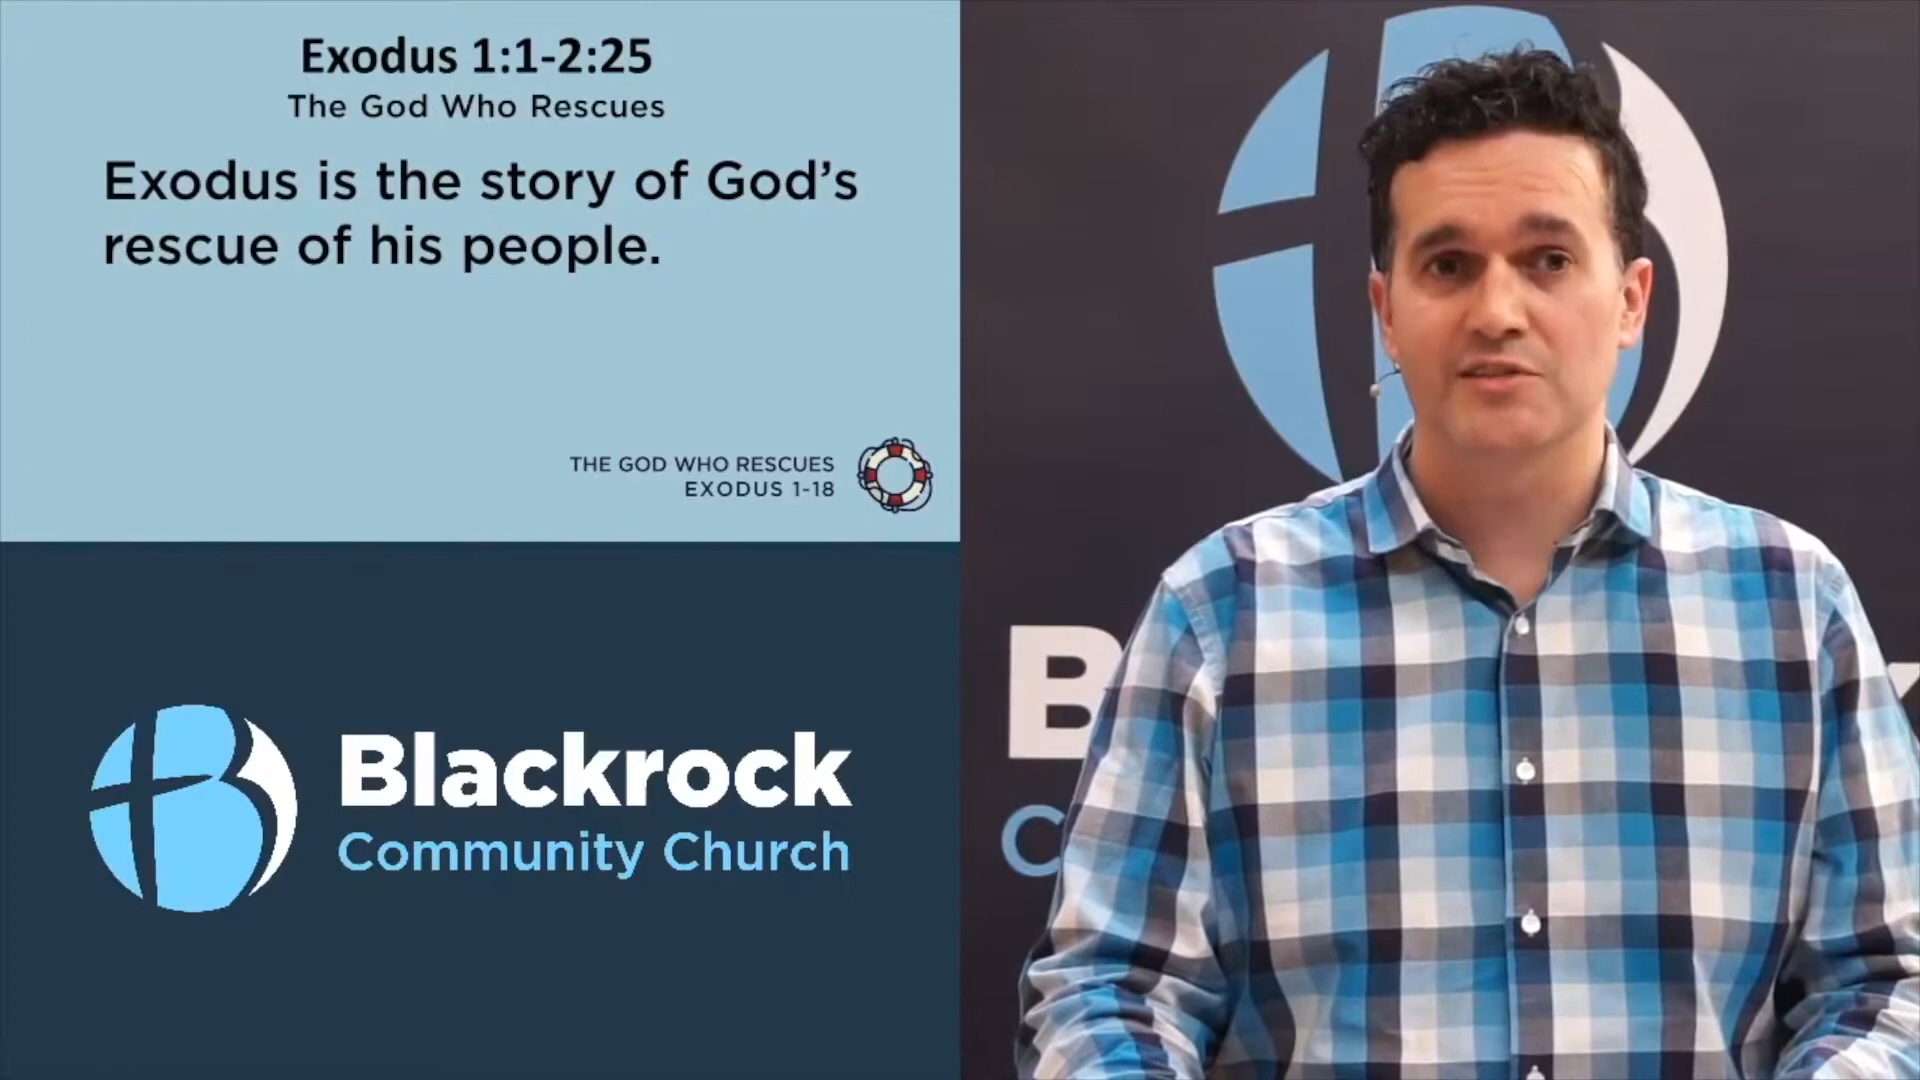 Exodus 1:1-2:25
The God Who Rescues
Exodus is the story of God's
rescue of his people.
THE GOD WHO RESCUES
EXODUS 1-18
Blackrock
Community Church
B
C